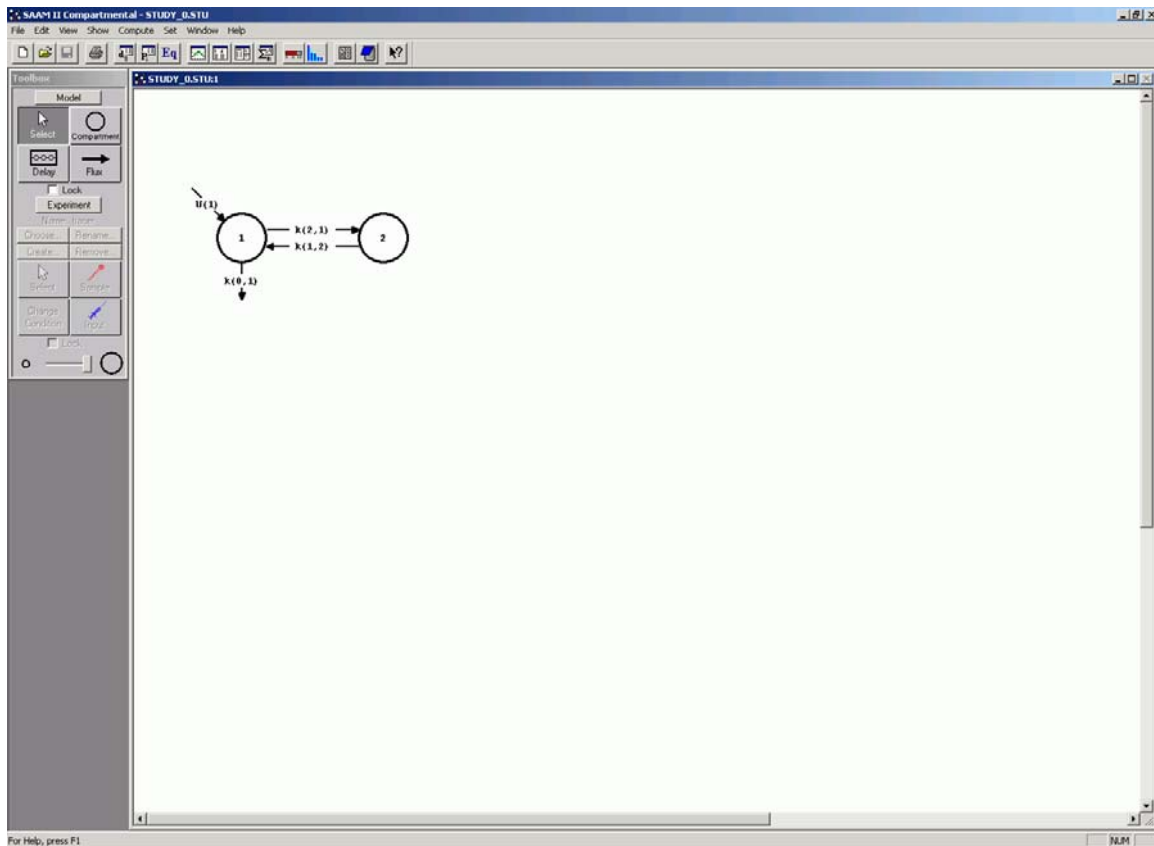 SAAM II Compartmental - STUDY_0.STU
File Edit View Show Compute Set Window Help
Eq
Toolbox
STUDY_0.STU:1
Model
Select
Compartment
Delay
Flux
Lock
Experiment
Choose...
Rename...
Create...
Remove...
Select
Sample
Change
Condition
Input
Lock
U(1)
1
k(2,1)
k(1,2)
2
k(0,1)
For Help, press F1
NUM